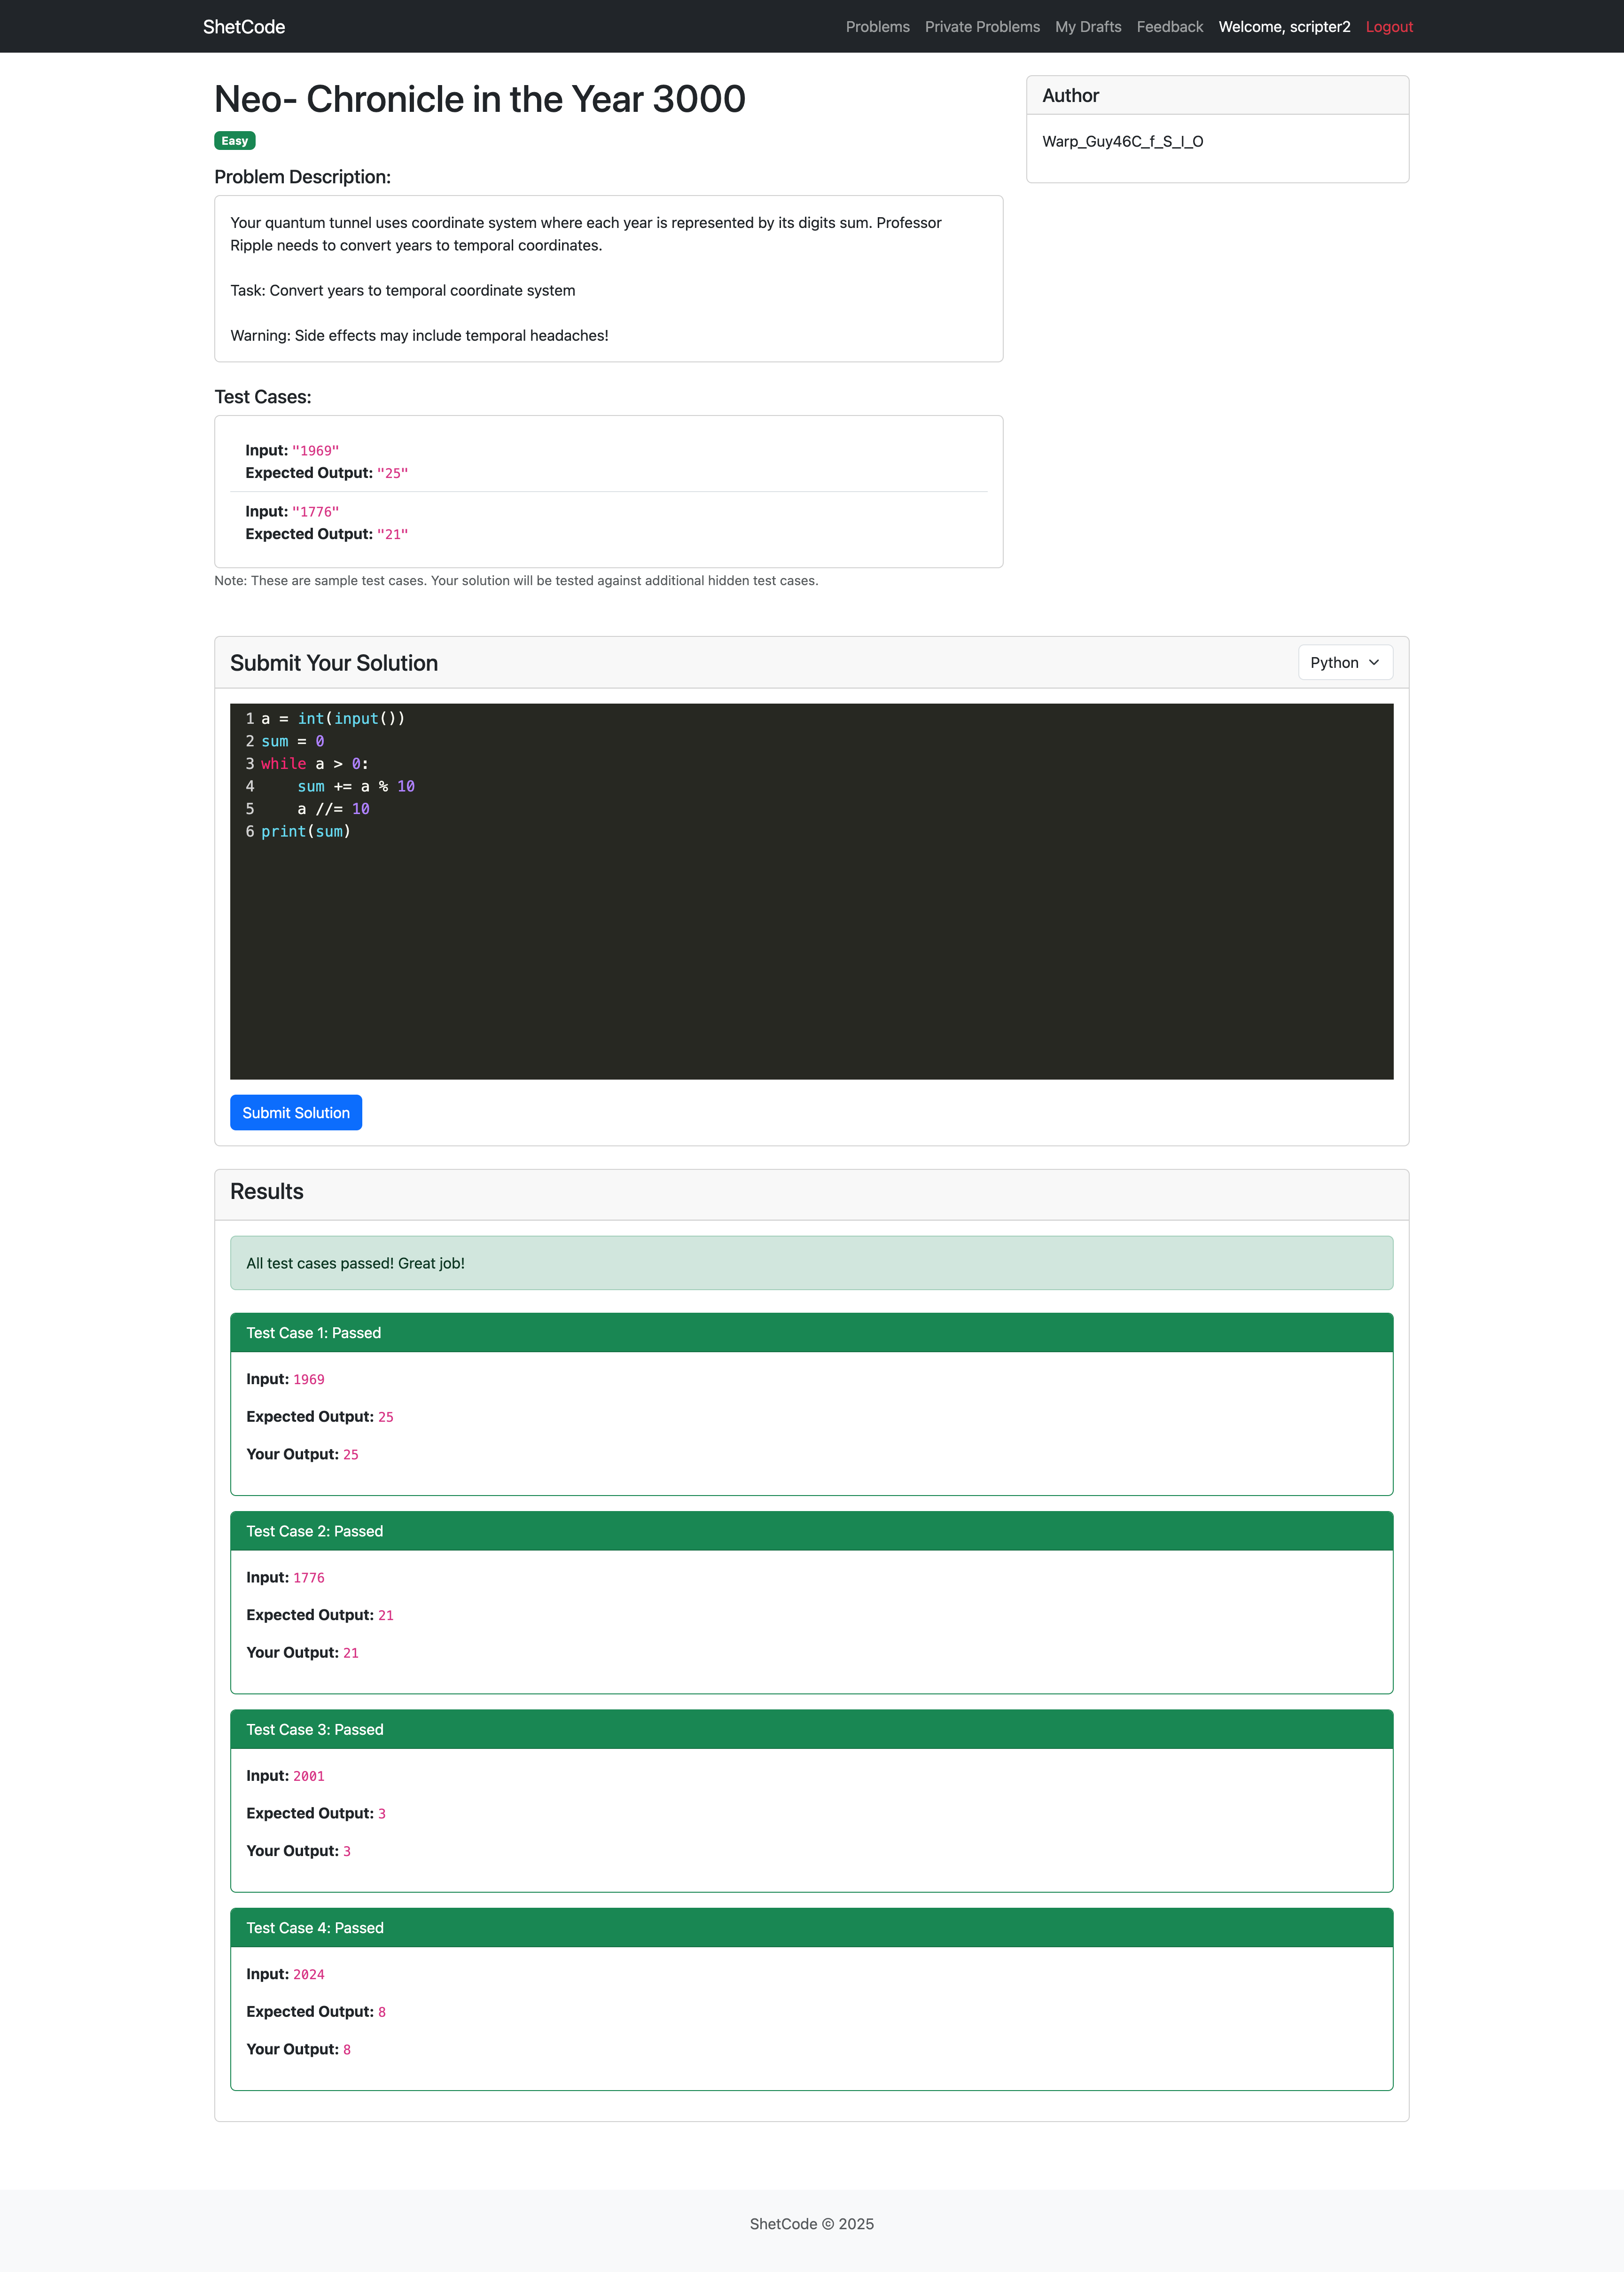 ShetCode
Problems Private Problems My Drafts Feedback Welcome, scripter2 Logout
Neo- Chronicle in the Year 3000
Easy
Problem Description:
Your quantum tunnel uses coordinate system where each year is represented by its digits sum. Professor
Ripple needs to convert years to temporal coordinates.
Task: Convert years to temporal coordinate system
Warning: Side effects may include temporal headaches!
Author
Warp_Guy46C_f_S_I_O
Test Cases:
Input: "1969"
Expected Output: "25"
Input: "1776"
Expected Output: "21"
Note: These are sample test cases. Your solution will be tested against additional hidden test cases.
Submit Your Solution
Python
1 a = int(input())
2 sum = 0
3 while a > 0:
4     sum += a % 10
5     a //= 10
6 print(sum)
Submit Solution
Results
All test cases passed! Great job!
Test Case 1: Passed
Input: 1969
Expected Output: 25
Your Output: 25
Test Case 2: Passed
Input: 1776
Expected Output: 21
Your Output: 21
Test Case 3: Passed
Input: 2001
Expected Output: 3
Your Output: 3
Test Case 4: Passed
Input: 2024
Expected Output: 8
Your Output: 8
ShetCode © 2025